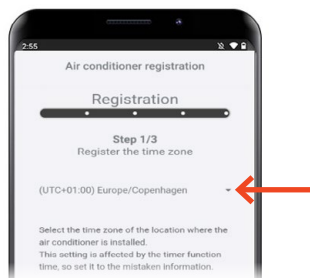 2:55
Air conditioner registration
Registration
Step 1/3
Register the time zone
(UTC+01:00) Europe/Copenhagen
Select the time zone of the location where the
air conditioner is installed.
This setting is affected by the timer function
time, so set it to the mistaken information.